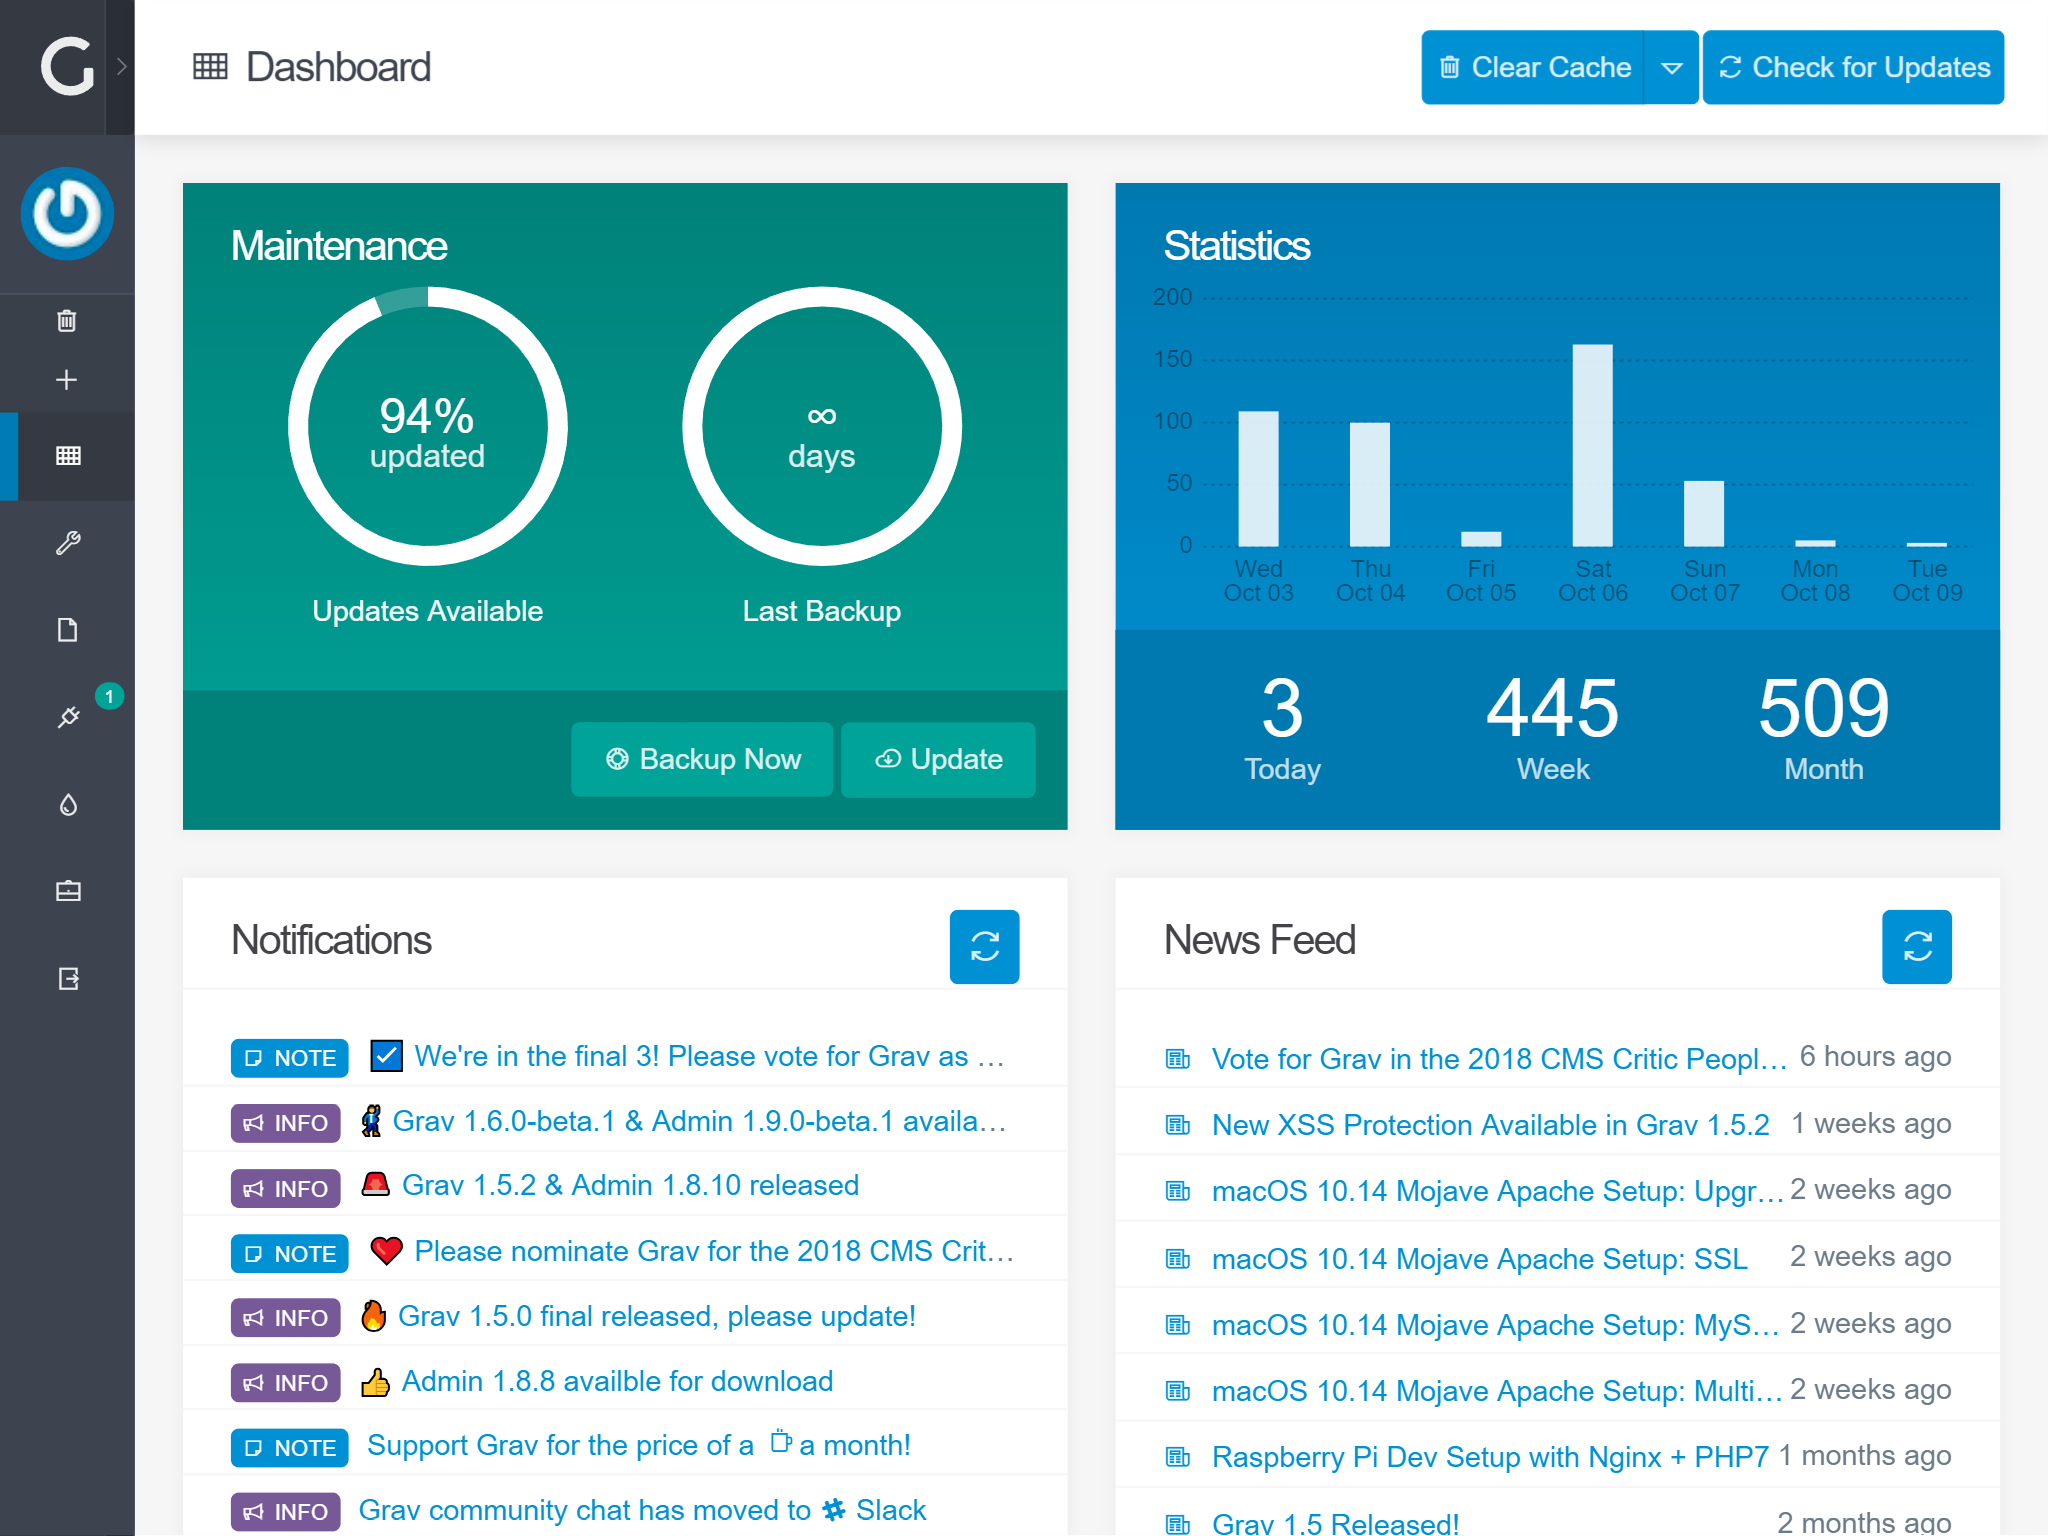 Dashboard
Clear Cache
Check for Updates
1
Maintenance
94%
updated
Updates Available
∞
days
Last Backup
Backup Now
Update
Statistics
200
150
100
50
0
Wed Oct 03
Thu Oct 04
Fri Oct 05
Sat Oct 06
Sun Oct 07
Mon Oct 08
Tue Oct 09
3
Today
445
Week
509
Month
Notifications
NOTE We're in the final 3! Please vote for Grav as …
INFO Grav 1.6.0-beta.1 & Admin 1.9.0-beta.1 availa…
INFO Grav 1.5.2 & Admin 1.8.10 released
NOTE Please nominate Grav for the 2018 CMS Crit…
INFO Grav 1.5.0 final released, please update!
INFO Admin 1.8.8 availble for download
NOTE Support Grav for the price of a a month!
INFO Grav community chat has moved to Slack
News Feed
Vote for Grav in the 2018 CMS Critic Peopl… 6 hours ago
New XSS Protection Available in Grav 1.5.2 1 weeks ago
macOS 10.14 Mojave Apache Setup: Upgr… 2 weeks ago
macOS 10.14 Mojave Apache Setup: SSL 2 weeks ago
macOS 10.14 Mojave Apache Setup: MyS… 2 weeks ago
macOS 10.14 Mojave Apache Setup: Multi… 2 weeks ago
Raspberry Pi Dev Setup with Nginx + PHP7 1 months ago
Grav 1.5 Released! 2 months ago